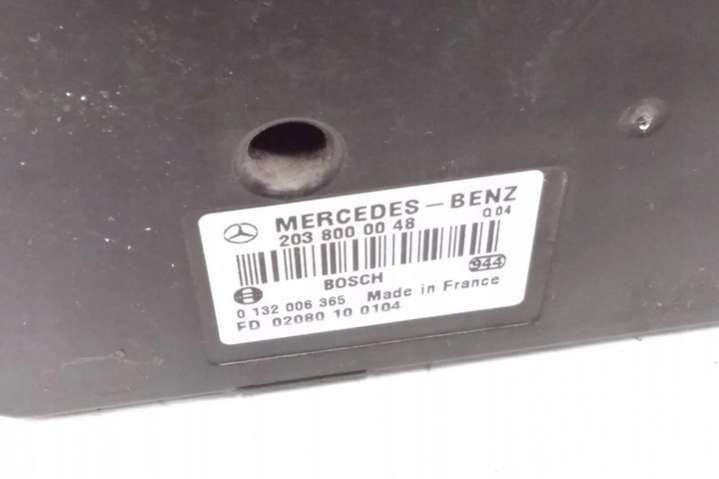 MERCEDES-BENZ
203 800 00 48 Q 04
BOSCH 944
0 132 006 365 Made in France
FD 02080 10 0104